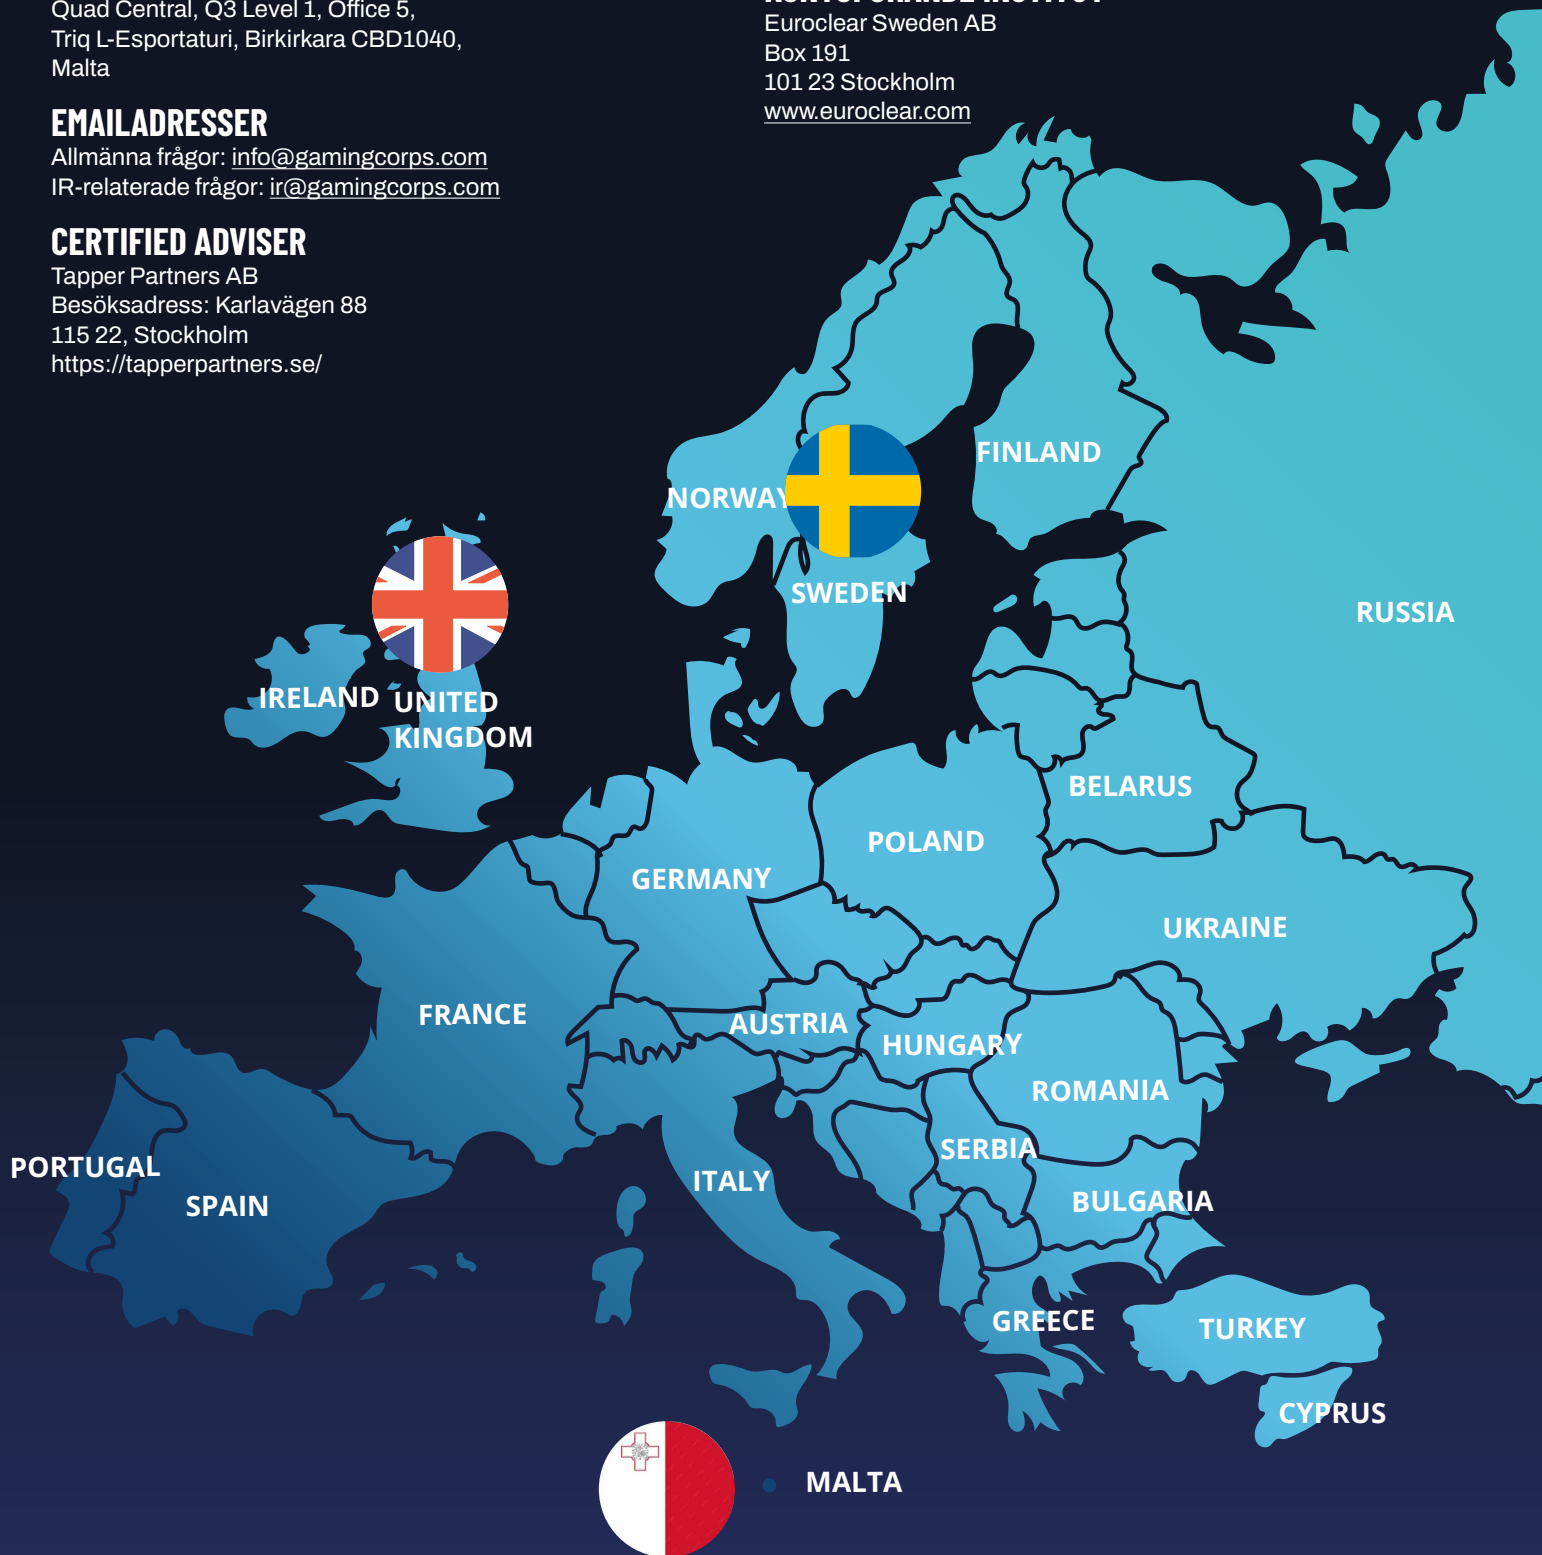 Quad Central, Q3 Level 1, Office 5,
Triq L-Esportaturi, Birkirkara CBD1040,
Malta
EMAILADRESSER
Allmänna frågor: info@gamingcorps.com
IR-relaterade frågor: ir@gamingcorps.com
CERTIFIED ADVISER
Tapper Partners AB
Besöksadress: Karlavägen 88
115 22, Stockholm
https://tapperpartners.se/
Euroclear Sweden AB
Box 191
101 23 Stockholm
www.euroclear.com
FINLAND
NORWAY
SWEDEN
RUSSIA
IRELAND
UNITED
KINGDOM
BELARUS
POLAND
GERMANY
UKRAINE
FRANCE
AUSTRIA
HUNGARY
ROMANIA
SERBIA
PORTUGAL
ITALY
SPAIN
BULGARIA
GREECE
TURKEY
CYPRUS
MALTA